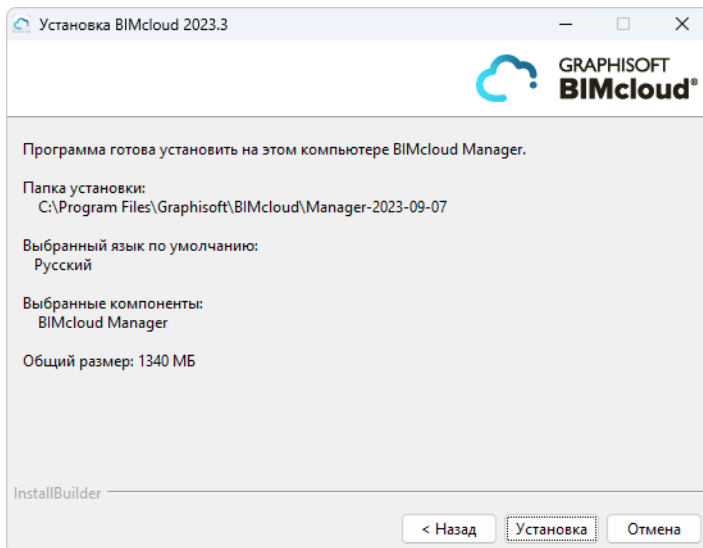 Установка BIMcloud 2023.3
GRAPHISOFT
BIMcloud®
Программа готова установить на этом компьютере BIMcloud Manager.
Папка установки:
C:\Program Files\Graphisoft\BIMcloud\Manager-2023-09-07
Выбранный язык по умолчанию:
Русский
Выбранные компоненты:
BIMcloud Manager
Общий размер: 1340 МБ
InstallBuilder
< Назад Установка Отмена